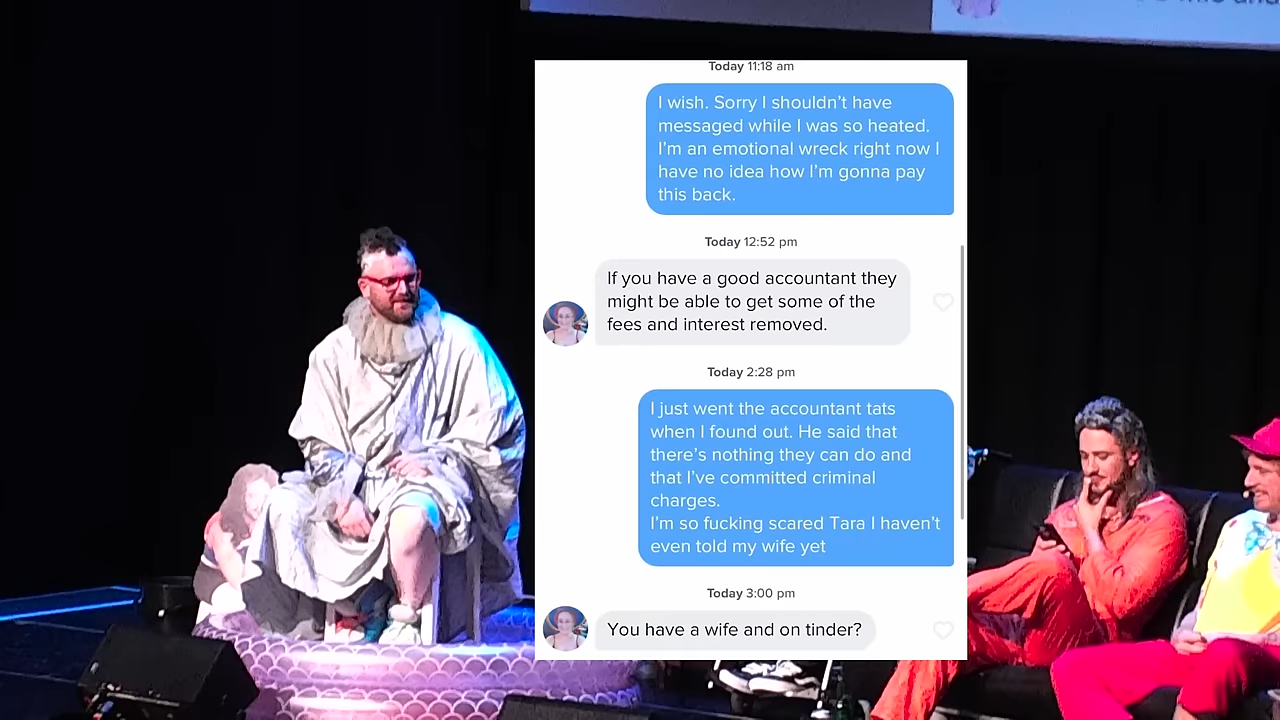 Today 11:18 am
I wish. Sorry I shouldn't have
messaged while I was so heated.
I'm an emotional wreck right now I
have no idea how I'm gonna pay
this back.
Today 12:52 pm
If you have a good accountant they
might be able to get some of the
fees and interest removed.
Today 2:28 pm
I just went the accountant tats
when I found out. He said that
there's nothing they can do and
that I've committed criminal
charges.
I'm so fucking scared Tara I haven't
even told my wife yet
Today 3:00 pm
You have a wife and on tinder?